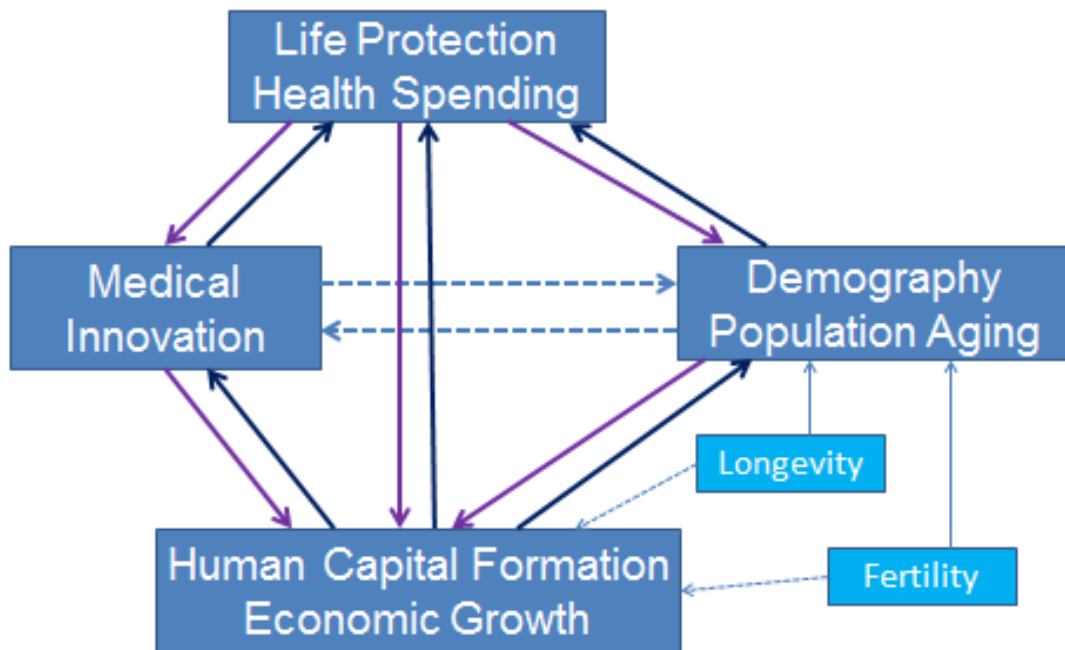 Life Protection
Health Spending
Medical
Innovation
Demography
Population Aging
Longevity
Human Capital Formation
Economic Growth
Fertility